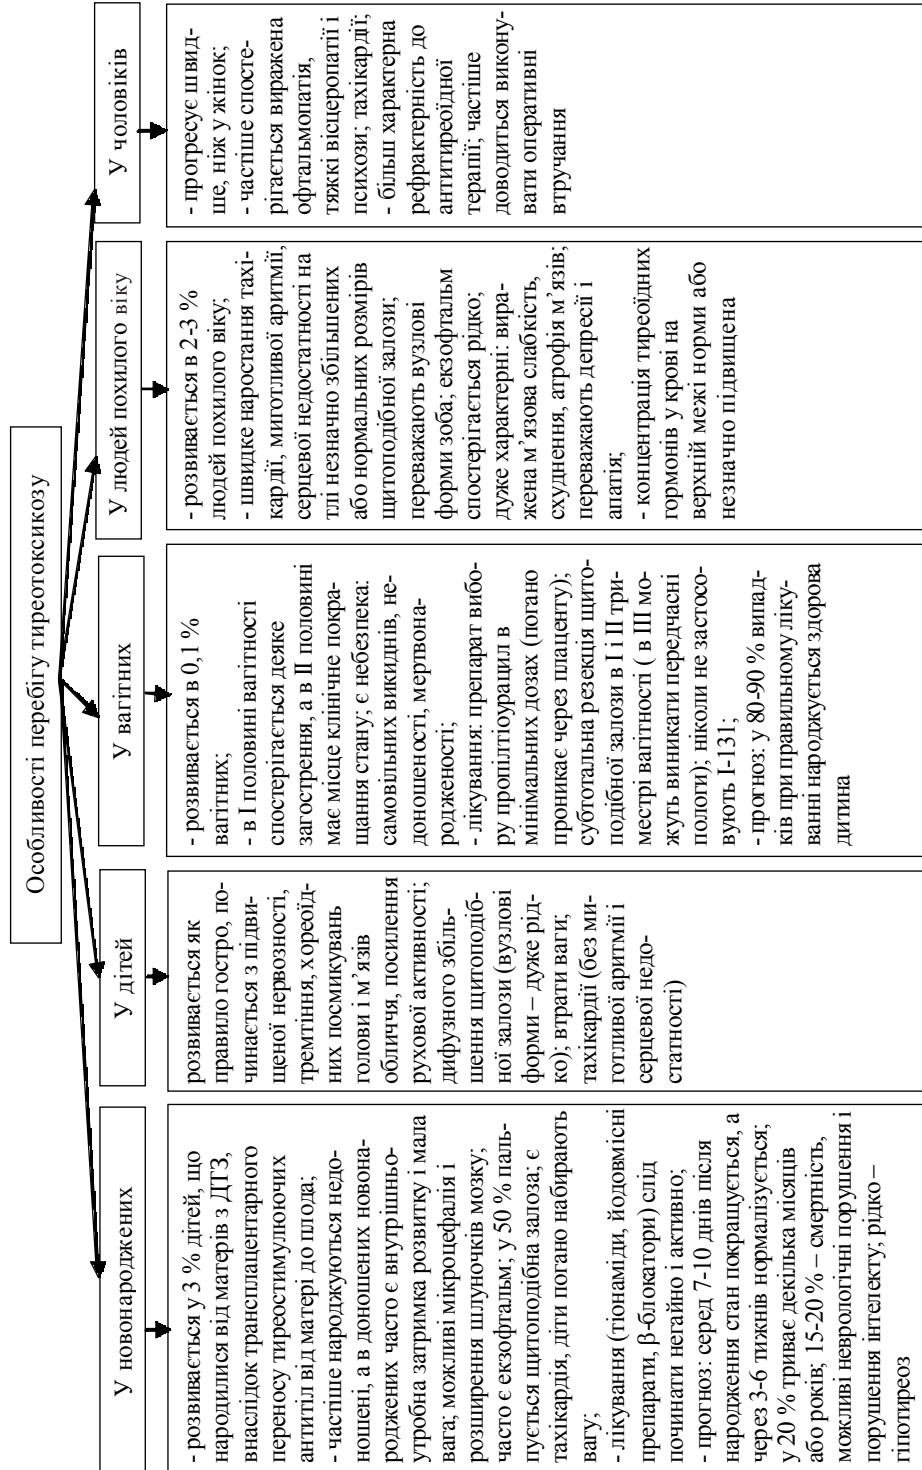 Особливості перебігу тиреотоксикозу
У новонароджених
- розвивається у 3 % дітей, що
народилися від матерів з ДТЗ,
внаслідок трансплацентарного
переносу тиреостимулюючих
антитіл від матері до плода;
- частіше народжуються недо-
ношені, а в доношених новона-
роджених часто є внутрішньо-
утробна затримка розвитку і мала
вага; можливі мікроцефалія і
розширення шлуночків мозку;
часто є екзофтальм; у 50 % паль-
пується щитоподібна залоза; є
тахікардія, діти погано набирають
вагу;
- лікування (тіонаміди, йодовмісні
препарати, β-блокатори) слід
починати негайно і активно;
- прогноз: серед 7-10 днів після
народження стан покращується, а
через 3-6 тижнів нормалізується;
у 20 % триває декілька місяців
або років; 15-20 % – смертність,
можливі неврологічні порушення і
порушення інтелекту; рідко –
гіпотиреоз
У дітей
розвивається як
правило гостро, по-
чинається з підви-
щеної нервозності,
тремтіння, хореоїд-
них посмикувань
голови і м’язів
обличчя, посилення
рухової активності;
дифузного збіль-
шення щитоподіб-
ної залози (вузлові
форми – дуже рід-
ко); втрати ваги;
тахікардії (без ми-
готливої аритмії і
серцевої недо-
статності)
У вагітних
- розвивається в 0,1 %
вагітних;
- в І половині вагітності
спостерігається деяке
загострення, а в ІІ половині
має місце клінічне покра-
щання стану; є небезпека:
самовільних викиднів, не-
доношеності, мертвона-
родженості;
- лікування: препарат вибо-
ру пропілтіоурацил в
мінімальних дозах (погано
проникає через плаценту);
субтотальна резекція щито-
подібної залози в І і ІІ три-
местрі вагітності ( в ІІІ мо-
жуть виникати передчасні
пологи); ніколи не застосо-
вують І-131;
- прогноз: у 80-90 % випад-
ків при правильному ліку-
ванні народжується здорова
дитина
У людей похилого віку
- розвивається в 2-3 %
людей похилого віку;
- швидке наростання тахі-
кардії, миготливої аритмії,
серцевої недостатності на
тлі незначно збільшених
або нормальних розмірів
щитоподібної залози;
переважають вузлові
форми зоба; екзофтальм
спостерігається рідко;
дуже характерні: вира-
жена м’язова слабкість,
схуднення, атрофія м’язів;
переважають депресії і
апатія;
- концентрація тиреоїдних
гормонів у крові на
верхній межі норми або
незначно підвищена
У чоловіків
- прогресує швид-
ше, ніж у жінок;
- частіше спосте-
рігається виражена
офтальмопатія,
тяжкі вісцеропатії і
психози; тахікардії;
- більш характерна
рефрактерність до
антитиреоїдної
терапії; частіше
доводиться викону-
вати оперативні
втручання